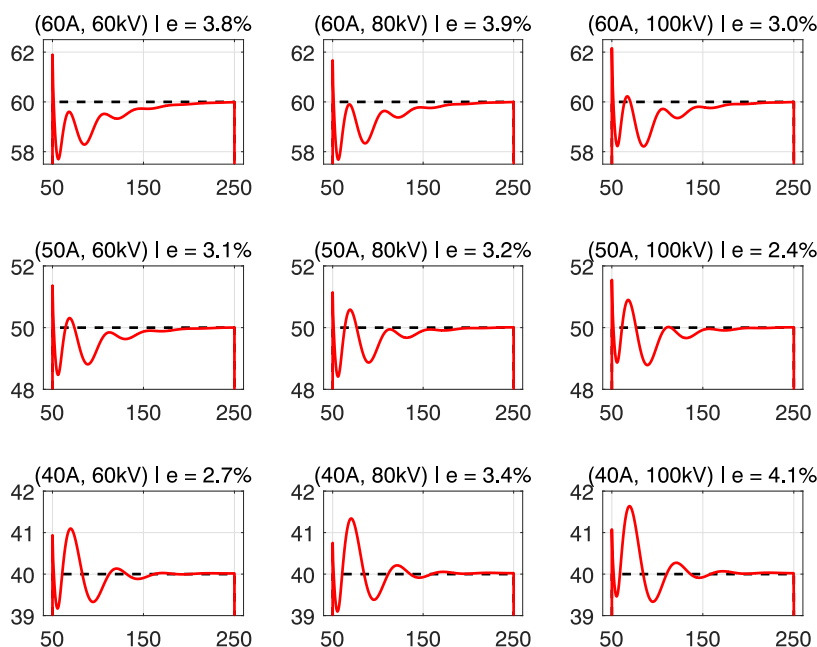 (60A, 60kV) | e = 3.8%
62
60
58
50 150 250
(60A, 80kV) | e = 3.9%
62
60
58
50 150 250
(60A, 100kV) | e = 3.0%
62
60
58
50 150 250
(50A, 60kV) | e = 3.1%
52
50
48
50 150 250
(50A, 80kV) | e = 3.2%
52
50
48
50 150 250
(50A, 100kV) | e = 2.4%
52
50
48
50 150 250
(40A, 60kV) | e = 2.7%
42
41
40
39
50 150 250
(40A, 80kV) | e = 3.4%
42
41
40
39
50 150 250
(40A, 100kV) | e = 4.1%
42
41
40
39
50 150 250